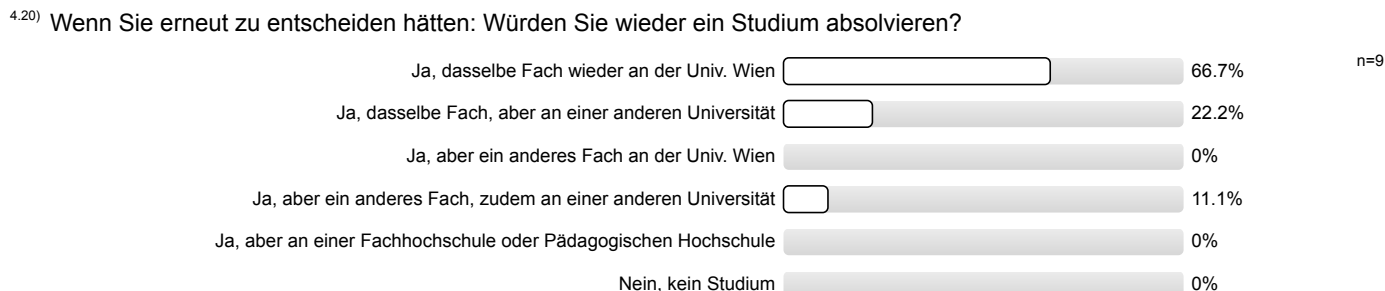 4.20) Wenn Sie erneut zu entscheiden hätten: Würden Sie wieder ein Studium absolvieren?
Ja, dasselbe Fach wieder an der Univ. Wien 66.7% n=9
Ja, dasselbe Fach, aber an einer anderen Universität 22.2%
Ja, aber ein anderes Fach an der Univ. Wien 0%
Ja, aber ein anderes Fach, zudem an einer anderen Universität 11.1%
Ja, aber an einer Fachhochschule oder Pädagogischen Hochschule 0%
Nein, kein Studium 0%